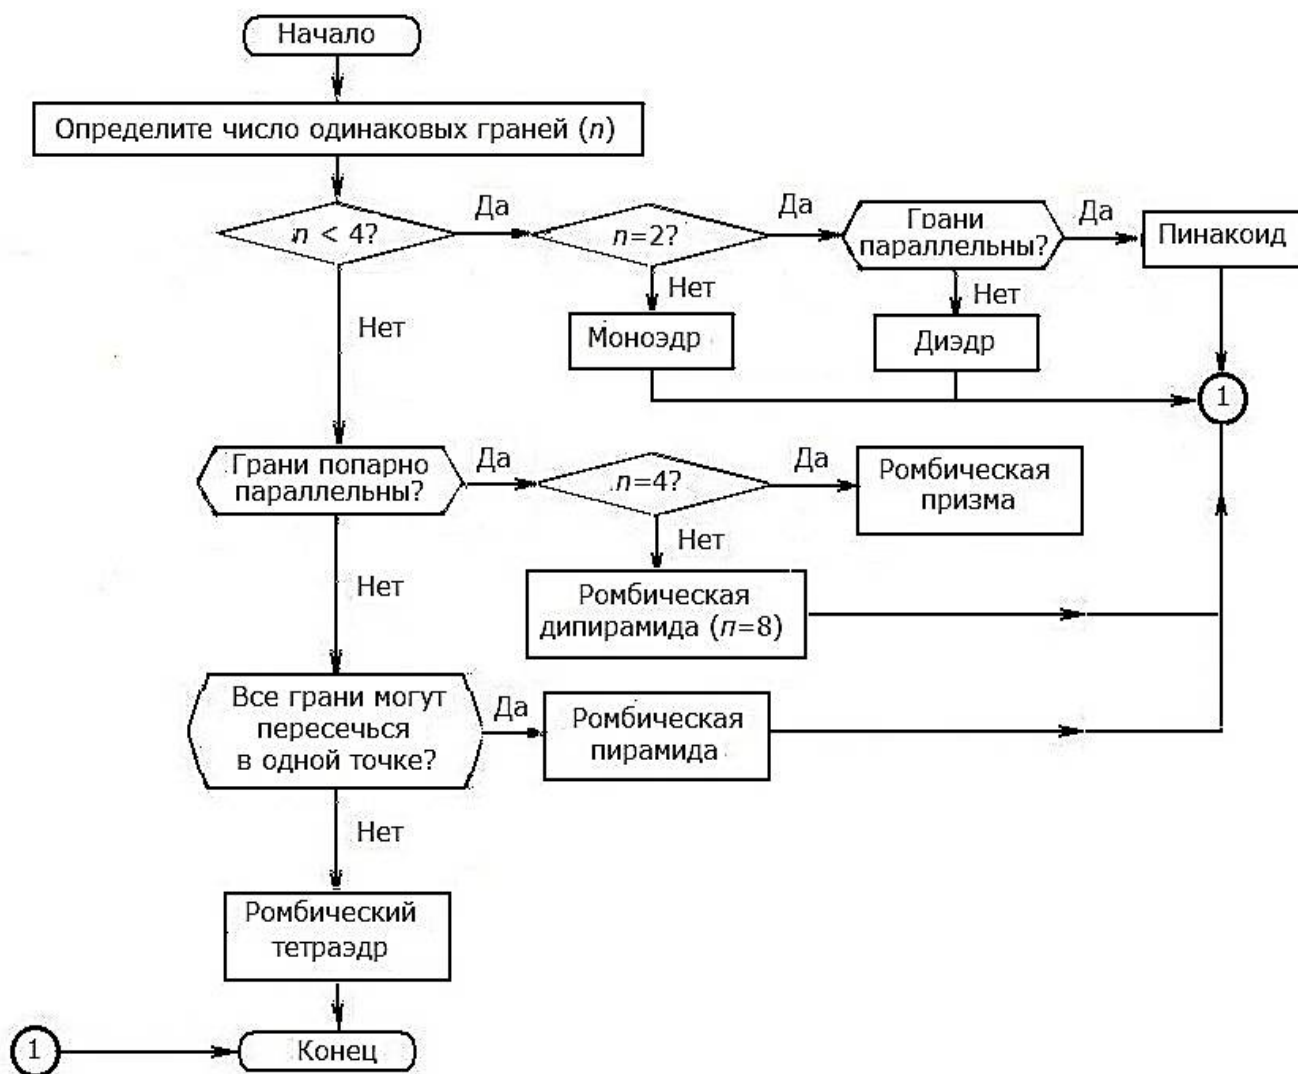 Начало
Определите число одинаковых граней (n)
n < 4?
Да
n=2?
Да
Грани
параллельны?
Да
Пинакоид
Нет
Нет
Нет
Моноэдр
Диэдр
1
Грани попарно
параллельны?
Да
n=4?
Да
Ромбическая
призма
Нет
Нет
Ромбическая
дипирамида (n=8)
Все грани могут
пересечься
в одной точке?
Да
Ромбическая
пирамида
Нет
Ромбический
тетраэдр
1
Конец